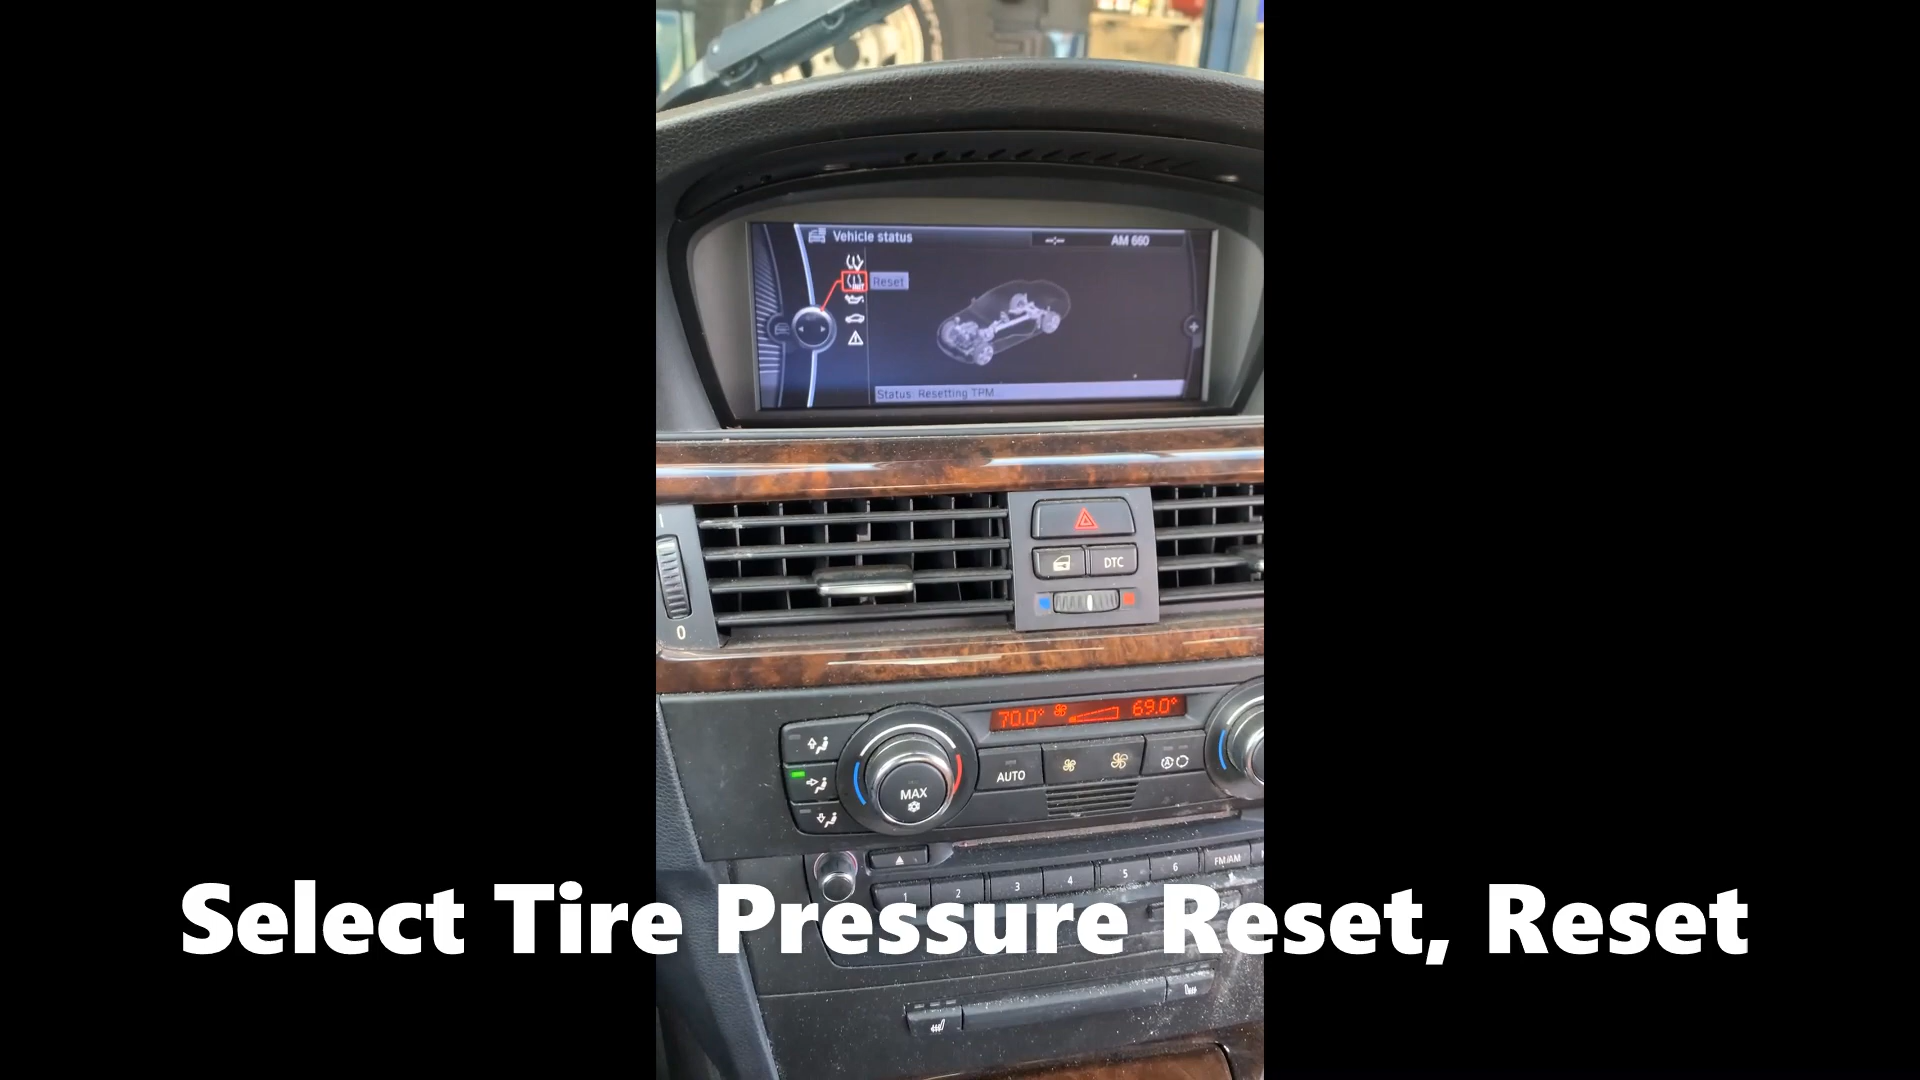 Vehicle status
AM 660
Reset
Status: Resetting TPM...
DTC
0
70.0° 69.0°
AUTO
MAX
1 2 3 4 5 6 FM/AM
Select Tire Pressure Reset, Reset